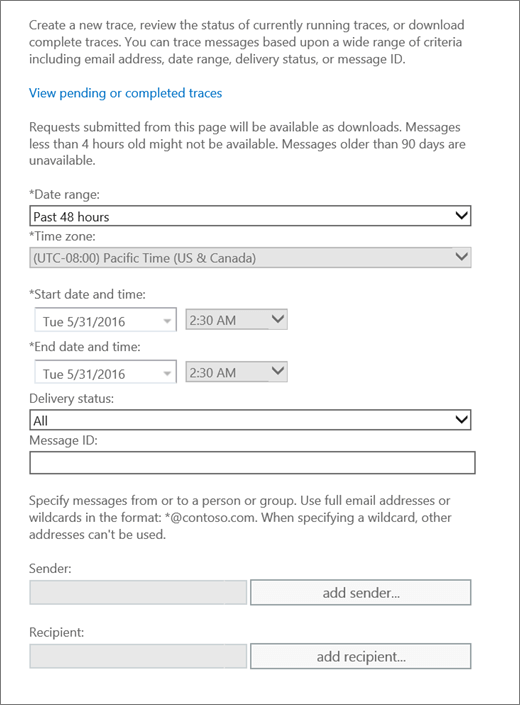 Create a new trace, review the status of currently running traces, or download
complete traces. You can trace messages based upon a wide range of criteria
including email address, date range, delivery status, or message ID.
View pending or completed traces
Requests submitted from this page will be available as downloads. Messages
less than 4 hours old might not be available. Messages older than 90 days are
unavailable.
*Date range:
Past 48 hours
*Time zone:
(UTC-08:00) Pacific Time (US & Canada)
*Start date and time:
Tue 5/31/2016 2:30 AM
*End date and time:
Tue 5/31/2016 2:30 AM
Delivery status:
All
Message ID:
Specify messages from or to a person or group. Use full email addresses or
wildcards in the format: *@contoso.com. When specifying a wildcard, other
addresses can't be used.
Sender:
add sender...
Recipient:
add recipient...